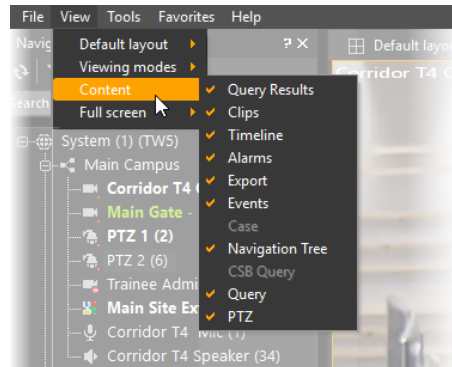 File View Tools Favorites Help
Navig
Default layout
Viewing modes
Content
Full screen
? X
Default layo
Corridor T4 C
Search
Query Results
Clips
Timeline
Alarms
Export
Events
Case
Navigation Tree
CSB Query
Query
PTZ
System (1) (TW5)
Main Campus
Corridor T4
Main Gate -
PTZ 1 (2)
PTZ 2 (6)
Trainee Admi
Main Site Ex
Corridor T4 Mic (1)
Corridor T4 Speaker (34)